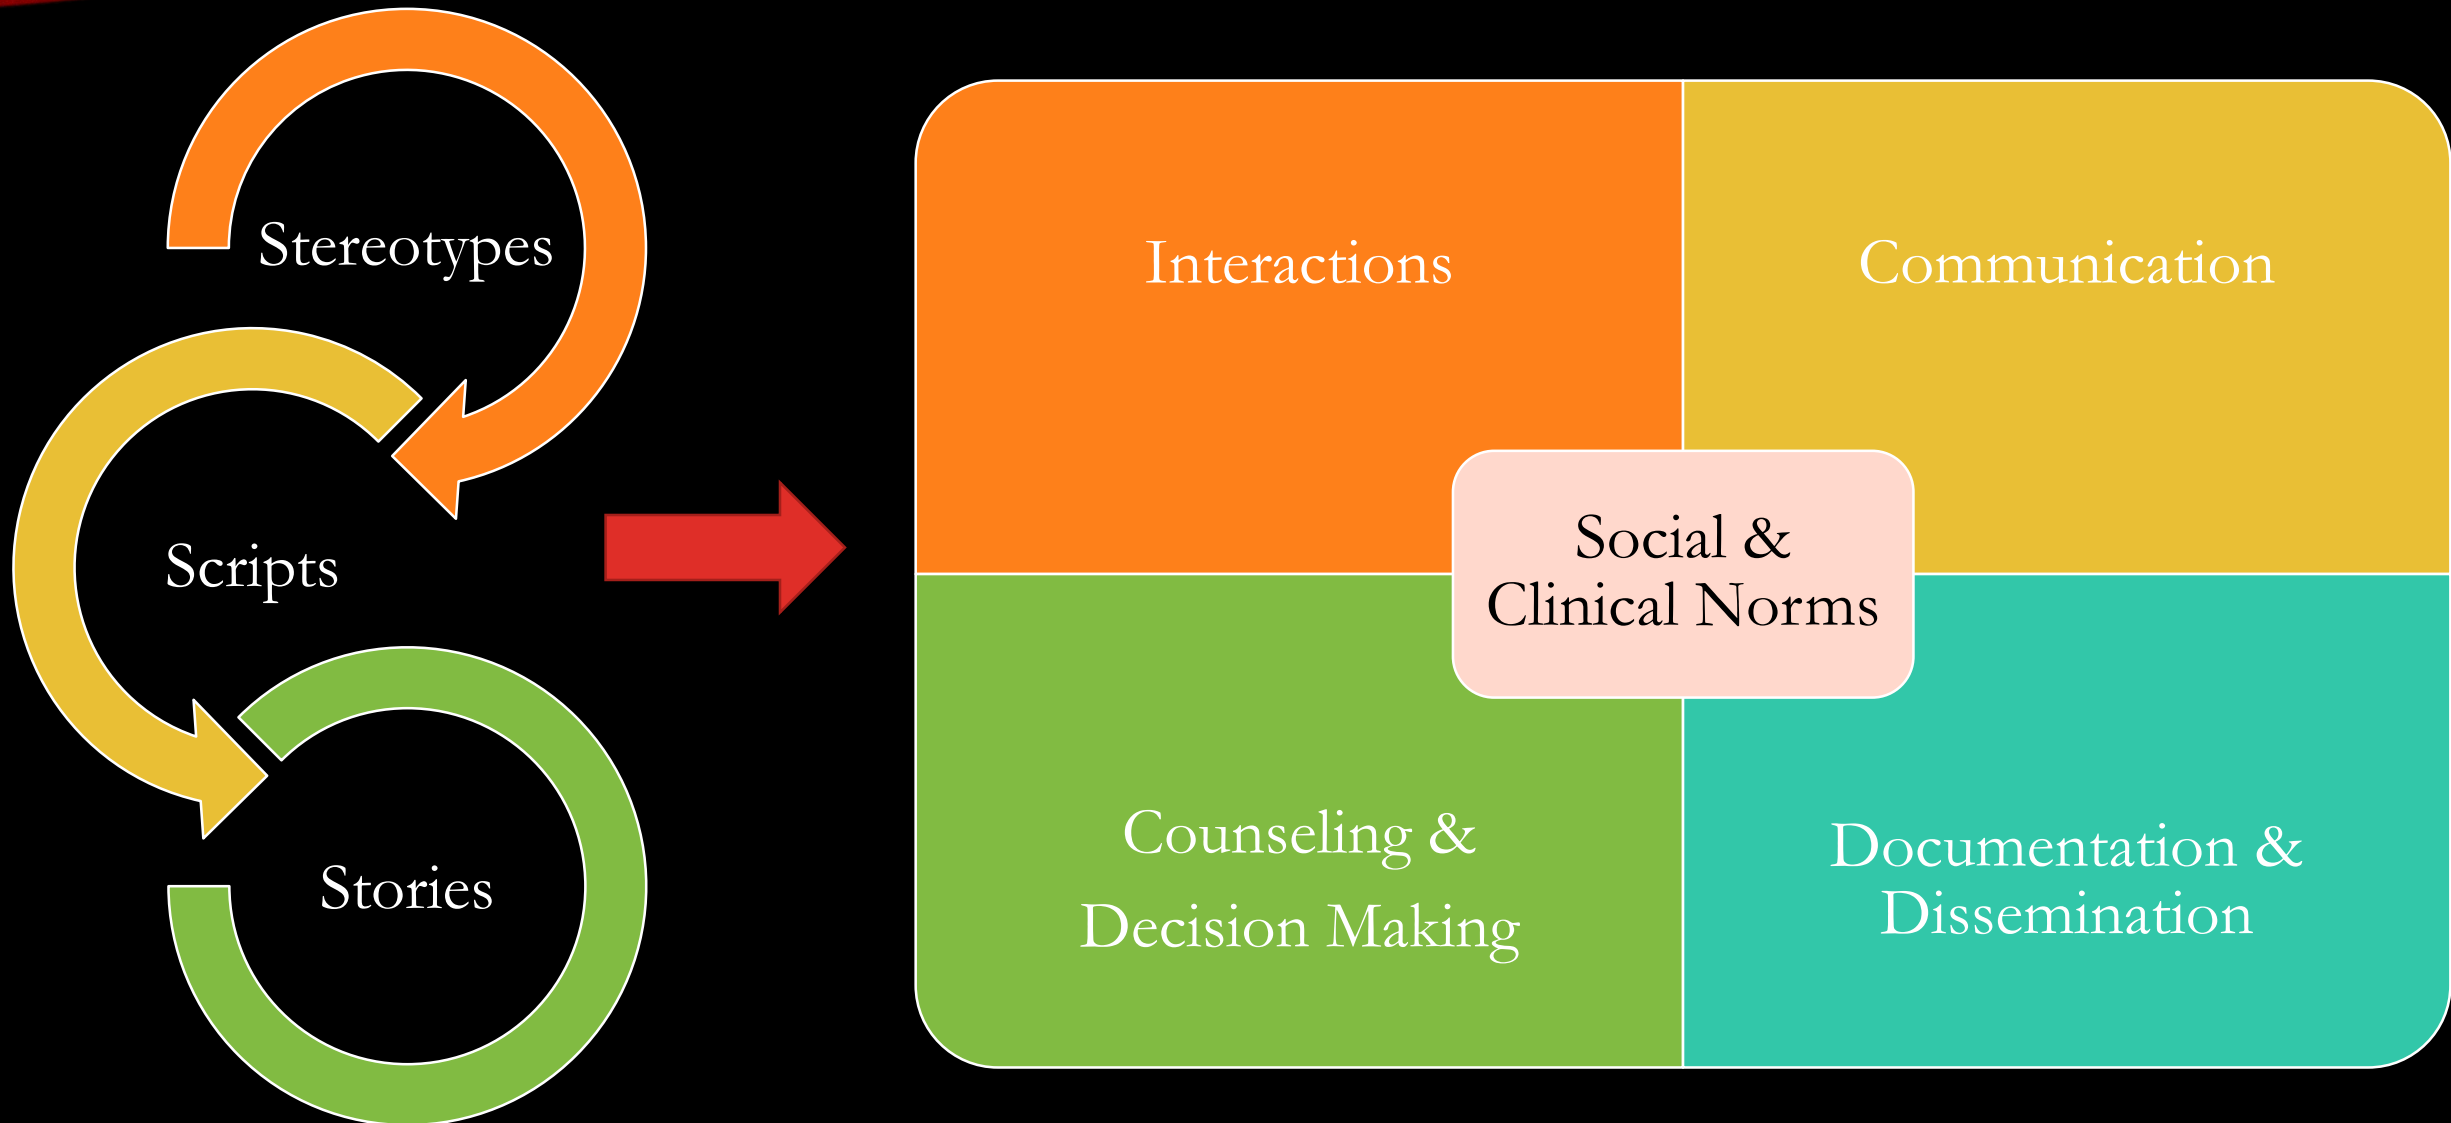 Stereotypes
Scripts
Stories
Interactions
Communication
Social &
Clinical Norms
Counseling &
Decision Making
Documentation &
Dissemination